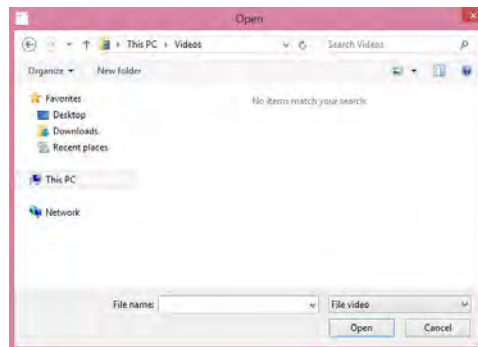 Open
This PC Videos Search Videos
Organize New folder
Favorites
Desktop
Downloads
Recent places
This PC
Network
No items match your search.
File name: File video
Open Cancel